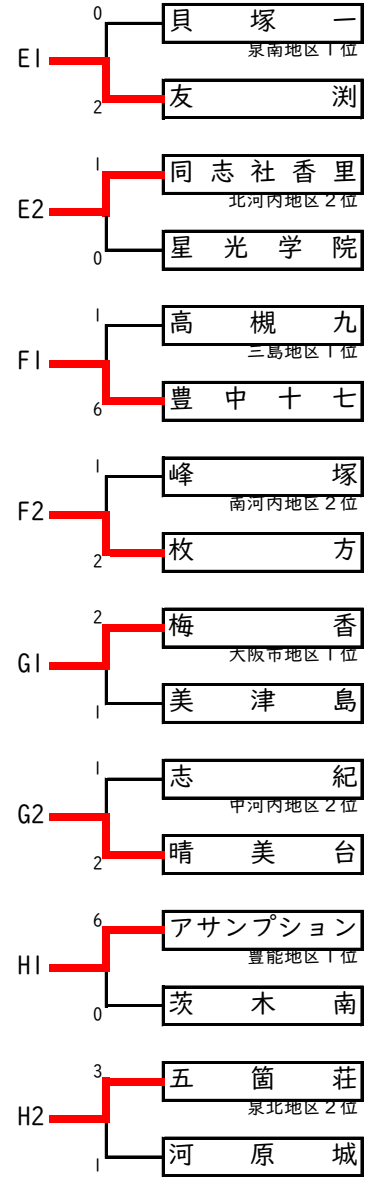 0
貝塚一
泉南地区1位
E1
友渕
2
1
同志社香里
北河内地区2位
E2
星光学院
0
1
高槻九
三島地区1位
F1
豊中十七
6
1
峰塚
南河内地区2位
F2
枚方
2
2
梅香
大阪市地区1位
G1
美津島
1
1
志紀
中河内地区2位
G2
晴美台
2
6
アサンプション
豊能地区1位
H1
茨木南
0
3
五箇荘
泉北地区2位
H2
河原城
1